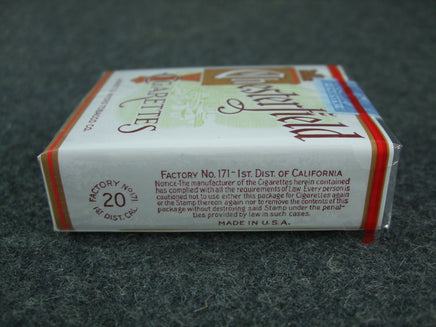 Chesterfield
CIGARETTES
TOBACCO CO.
FACTORY No. 171-1ST. DIST. OF CALIFORNIA
NOTICE-The manufacturer of the Cigarettes herein contained
has complied with all the requirements of Law. Every person is
cautioned not to use either this package for Cigarettes again
or the Stamp thereon again nor to remove the contents of this
package without destroying said Stamp under the penal-
ties provided by law in such cases.
MADE IN U.S.A.
FACTORY No. 171
20
1ST. DIST. CAL.